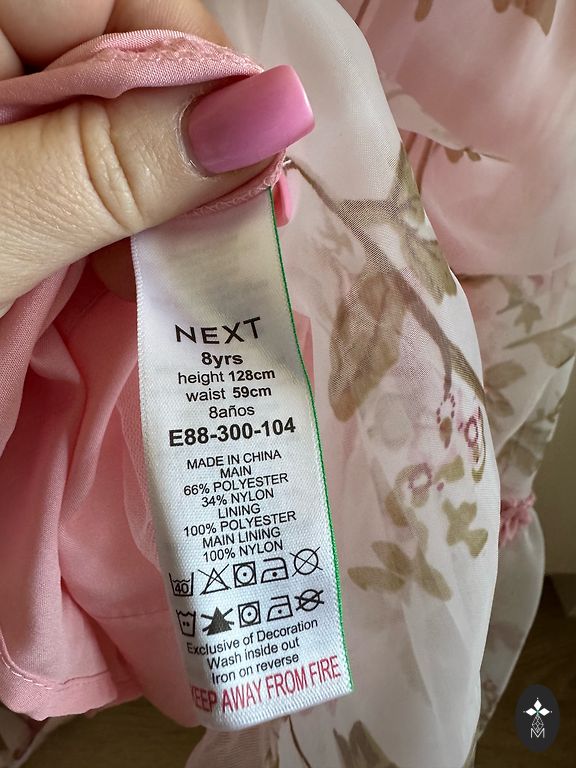 NEXT
8yrs
height 128cm
waist 59cm
8años
E88-300-104
MADE IN CHINA
MAIN
66% POLYESTER
34% NYLON
LINING
100% POLYESTER
MAIN LINING
100% NYLON
40
Exclusive of Decoration
Wash inside out
Iron on reverse
KEEP AWAY FROM FIRE
M